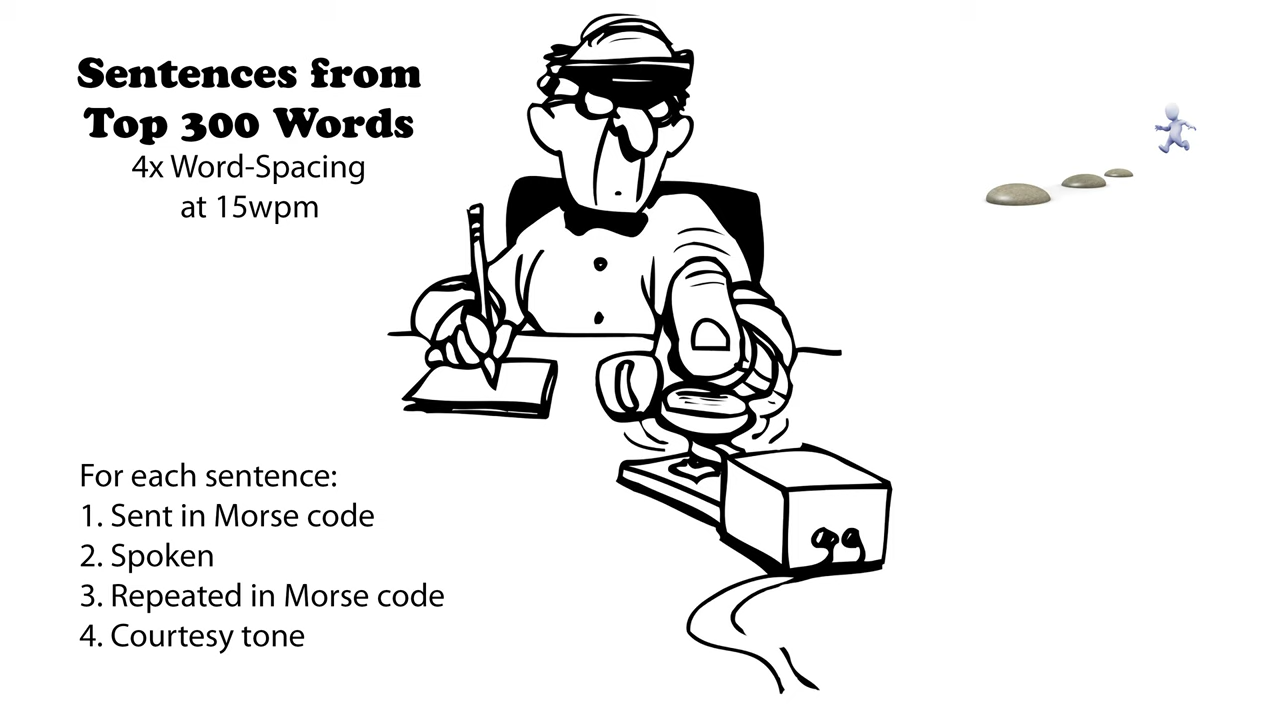 Sentences from
Top 300 Words
4x Word-Spacing
at 15wpm
For each sentence:
1. Sent in Morse code
2. Spoken
3. Repeated in Morse code
4. Courtesy tone